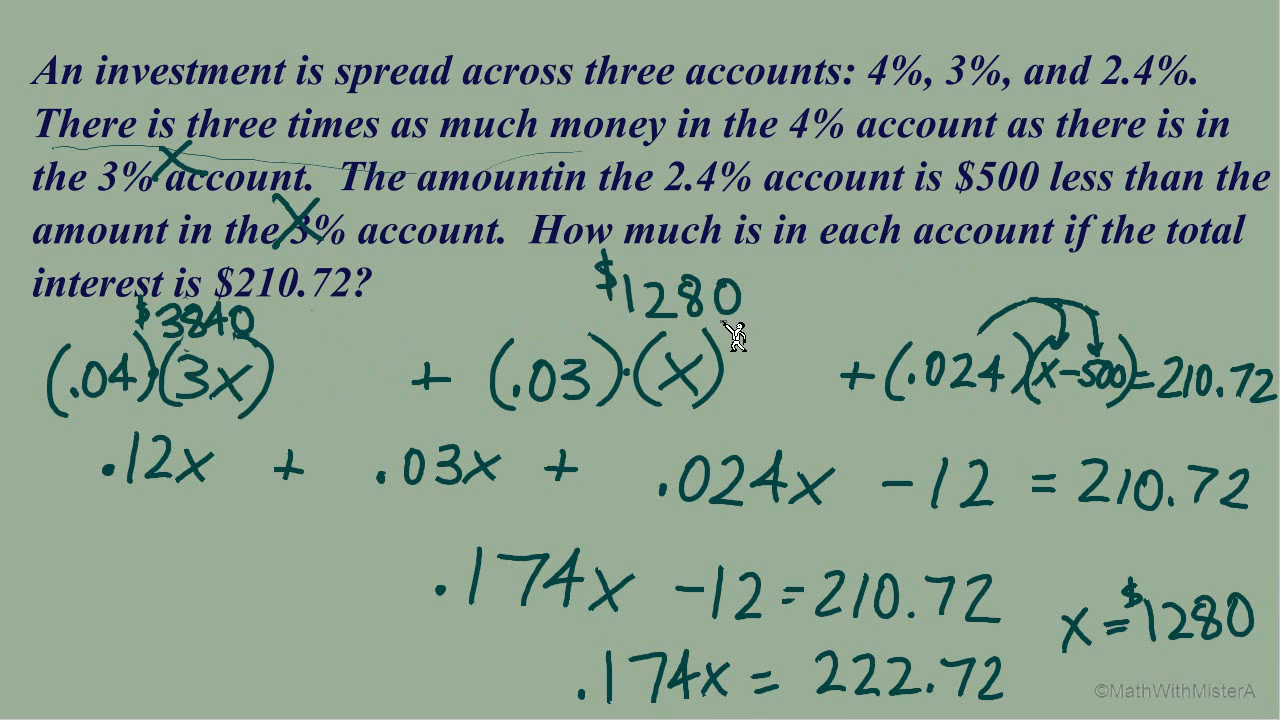 An investment is spread across three accounts: 4%, 3%, and 2.4%.
There is three times as much money in the 4% account as there is in
the 3% account. The amountin the 2.4% account is $500 less than the
amount in the 3% account. How much is in each account if the total
interest is $210.72?
x
x
$3840
$1280
(.04)·(3x) + (.03)·(x) + (.024)(x-500)=210.72
.12x + .03x + .024x - 12 = 210.72
.174x - 12 = 210.72
x = $1280
.174x = 222.72
©MathWithMisterA